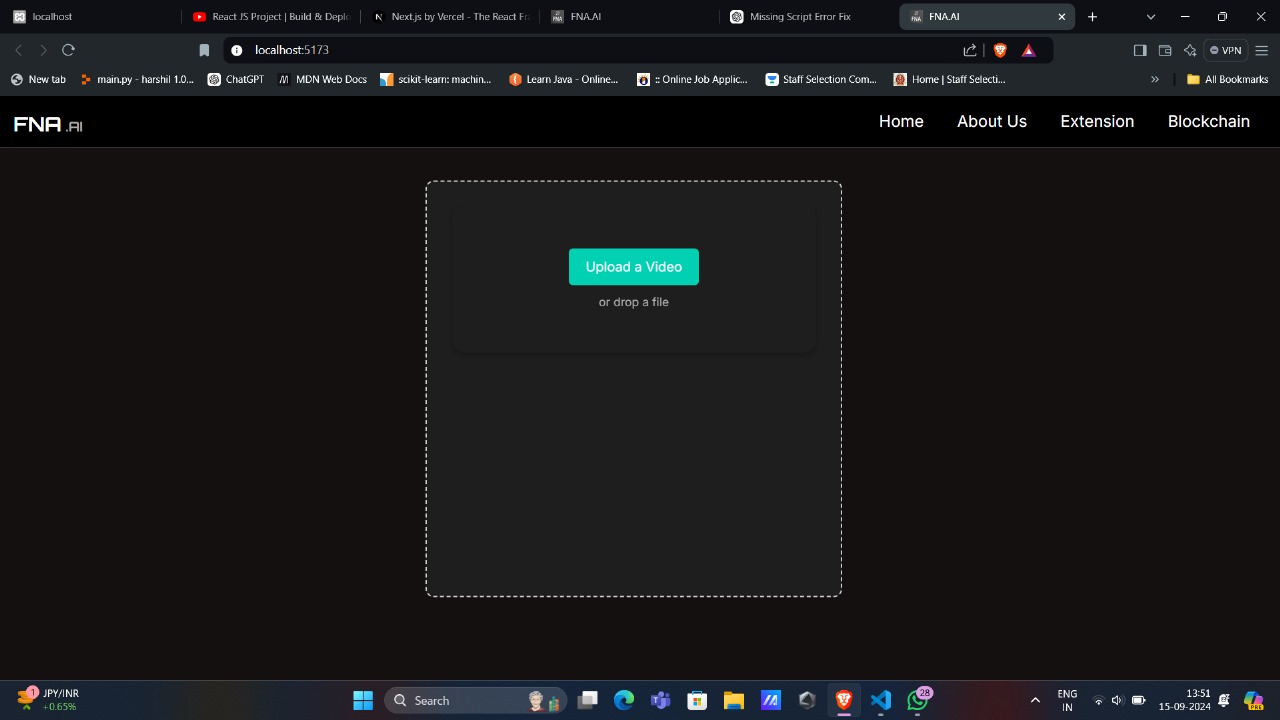 localhost
React JS Project | Build & Deplo
Next.js by Vercel - The React Fra
FNA.AI
Missing Script Error Fix
FNA.AI
localhost:5173
VPN
New tab
main.py - harshil 1.0...
ChatGPT
MDN Web Docs
scikit-learn: machin...
Learn Java - Online...
:: Online Job Applic...
Staff Selection Com...
Home | Staff Selecti...
»
All Bookmarks
FNA .AI
Home
About Us
Extension
Blockchain
Upload a Video
or drop a file
1
JPY/INR
+0.65%
Search
28
ENG
IN
13:51
15-09-2024
PRE